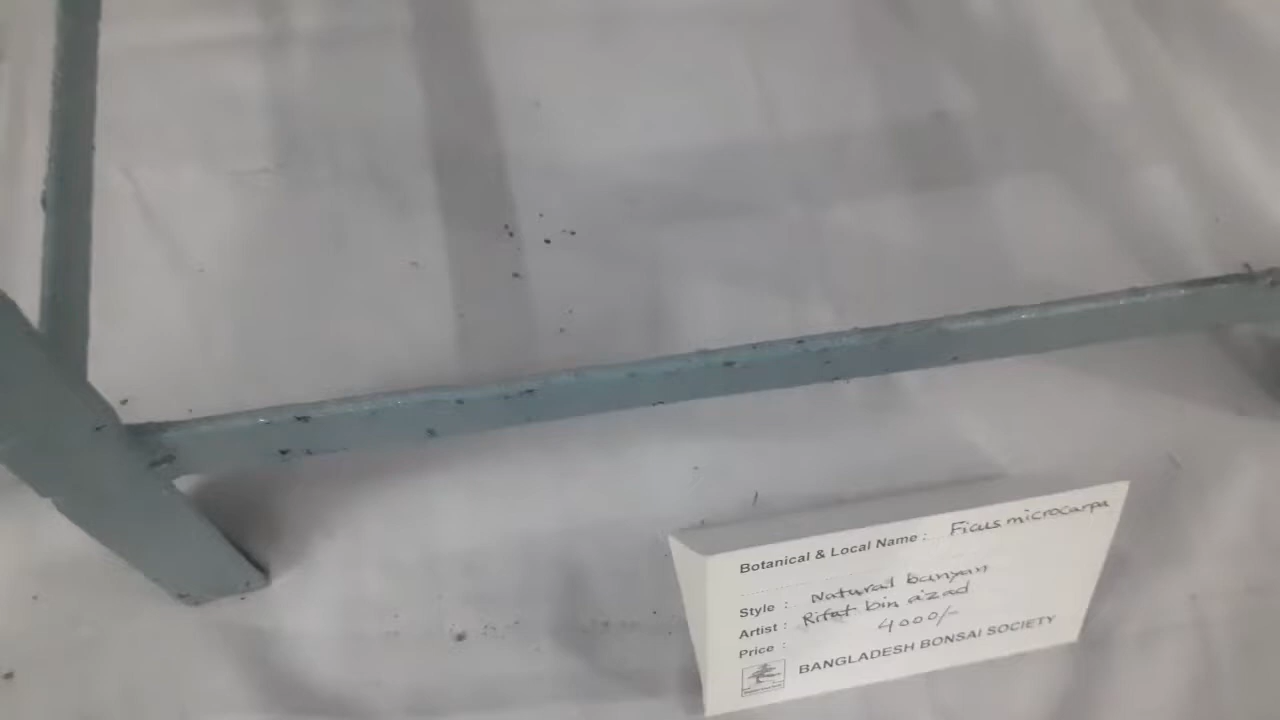 Botanical & Local Name : Ficus microcarpa
Style : Natural banyan
Artist : Rifat bin azad
Price : 4000/-
BANGLADESH BONSAI SOCIETY